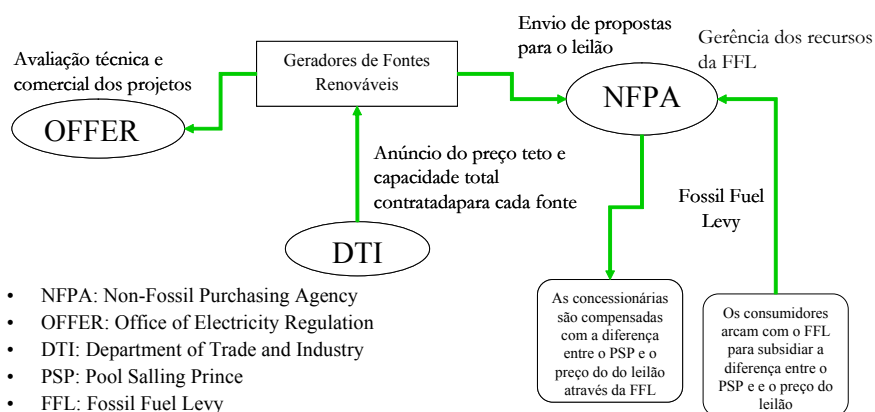 Avaliação técnica e
comercial dos projetos
OFFER
Geradores de Fontes
Renováveis
Envio de propostas
para o leilão
Gerência dos recursos
da FFL
NFPA
Anúncio do preço teto e
capacidade total
contratadapara cada fonte
DTI
Fossil Fuel
Levy
As concessionárias
são compensadas
com a diferença
entre o PSP e o
preço do do leilão
através da FFL
Os consumidores
arcam com o FFL
para subsidiar a
diferença entre o
PSP e e o preço do
leilão
• NFPA: Non-Fossil Purchasing Agency
• OFFER: Office of Electricity Regulation
• DTI: Department of Trade and Industry
• PSP: Pool Salling Prince
• FFL: Fossil Fuel Levy